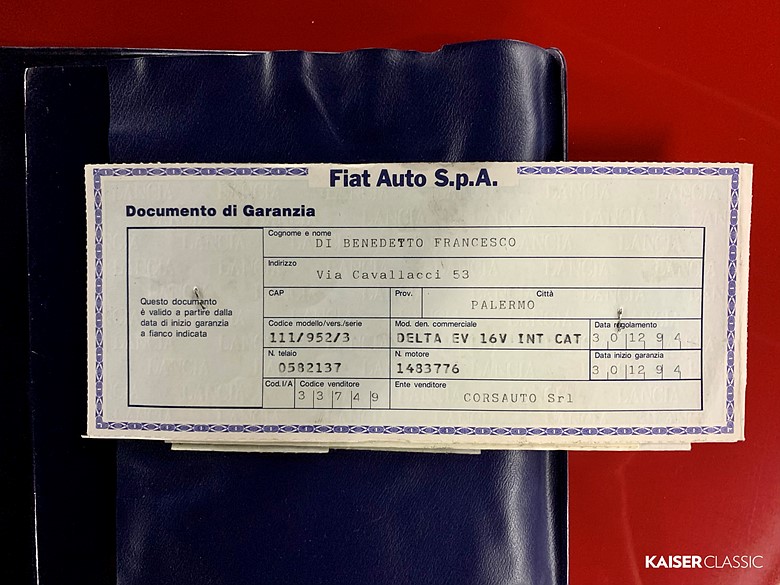 Fiat Auto S.p.A.
Documento di Garanzia
Cognome e nome
DI BENEDETTO FRANCESCO
Indirizzo
Via Cavallacci 53
CAP
Prov.
Città
PALERMO
Questo documento
è valido a partire dalla
data di inizio garanzia
a fianco indicata
Codice modello/vers./serie
111/952/3
Mod. den. commerciale
DELTA EV 16V INT CAT
Data regolamento
3 0 1 2 9 4
N. telaio
0582137
N. motore
1483776
Data inizio garanzia
3 0 1 2 9 4
Cod. I/A
Codice venditore
3 3 7 4 9
Ente venditore
CORSAUTO Srl
KAISER CLASSIC